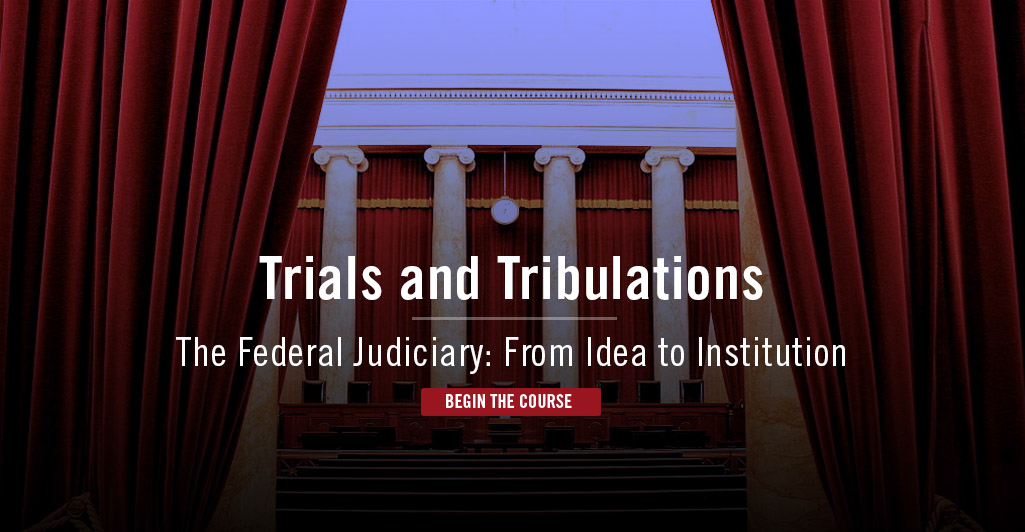 Trials and Tribulations
The Federal Judiciary: From Idea to Institution
BEGIN THE COURSE